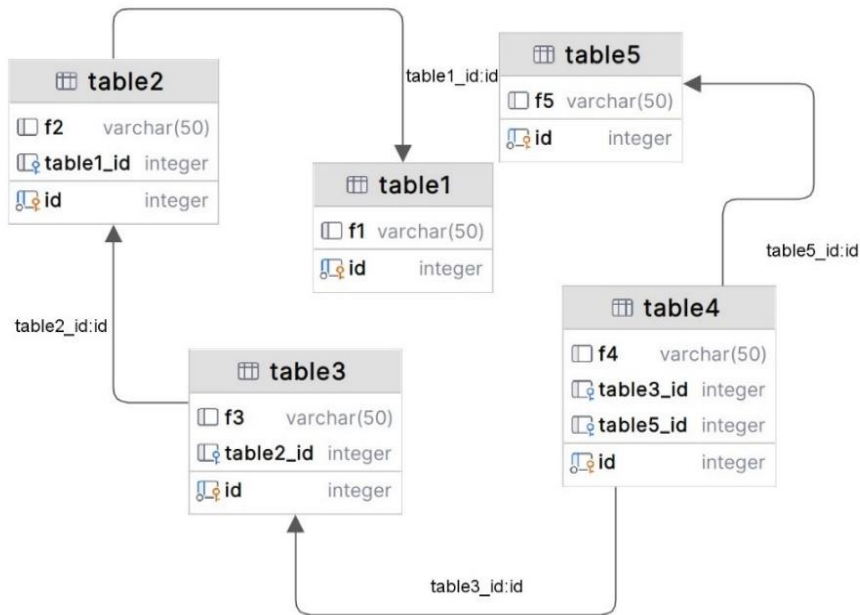 table2
f2 varchar(50)
table1_id integer
id integer
table1_id:id
table5
f5 varchar(50)
id integer
table1
f1 varchar(50)
id integer
table5_id:id
table2_id:id
table4
f4 varchar(50)
table3_id integer
table5_id integer
id integer
table3
f3 varchar(50)
table2_id integer
id integer
table3_id:id